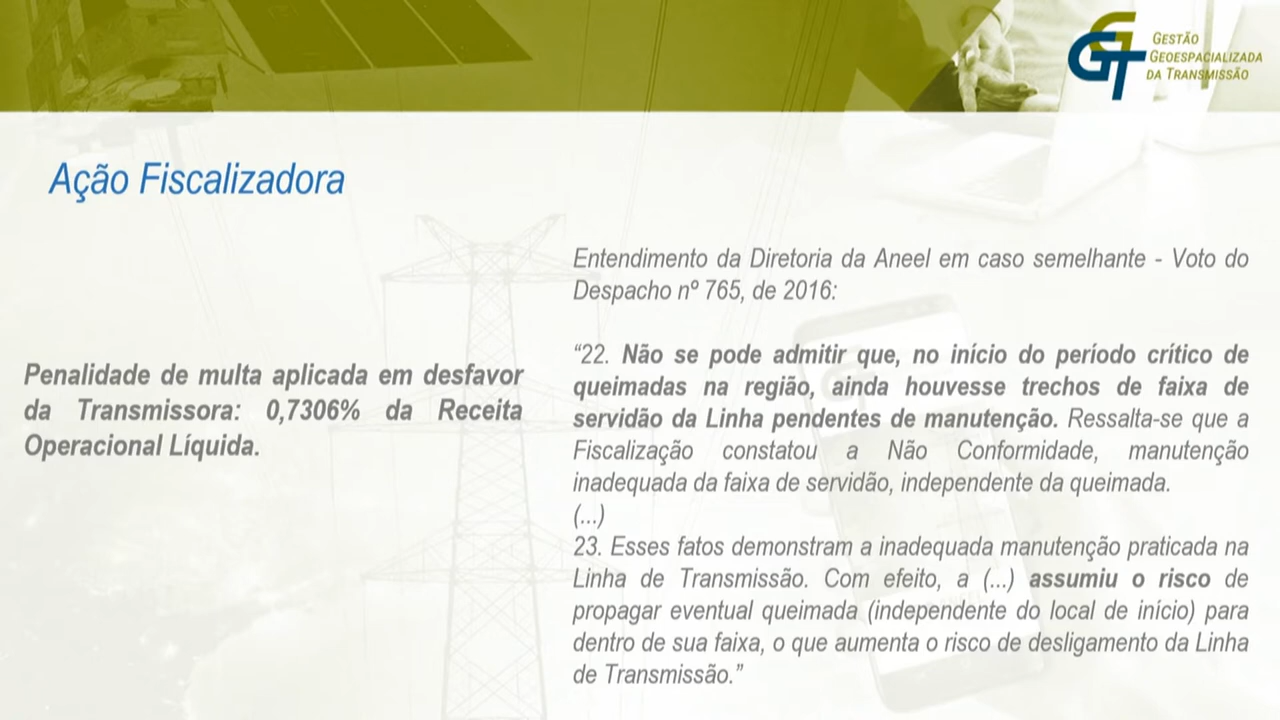 GGT
GESTÃO
GEOESPACIALIZADA
DA TRANSMISSÃO
Ação Fiscalizadora
Penalidade de multa aplicada em desfavor
da Transmissora: 0,7306% da Receita
Operacional Líquida.
Entendimento da Diretoria da Aneel em caso semelhante - Voto do
Despacho nº 765, de 2016:
“22. Não se pode admitir que, no início do período crítico de
queimadas na região, ainda houvesse trechos de faixa de
servidão da Linha pendentes de manutenção. Ressalta-se que a
Fiscalização constatou a Não Conformidade, manutenção
inadequada da faixa de servidão, independente da queimada.
(...)
23. Esses fatos demonstram a inadequada manutenção praticada na
Linha de Transmissão. Com efeito, a (...) assumiu o risco de
propagar eventual queimada (independente do local de início) para
dentro de sua faixa, o que aumenta o risco de desligamento da Linha
de Transmissão.”